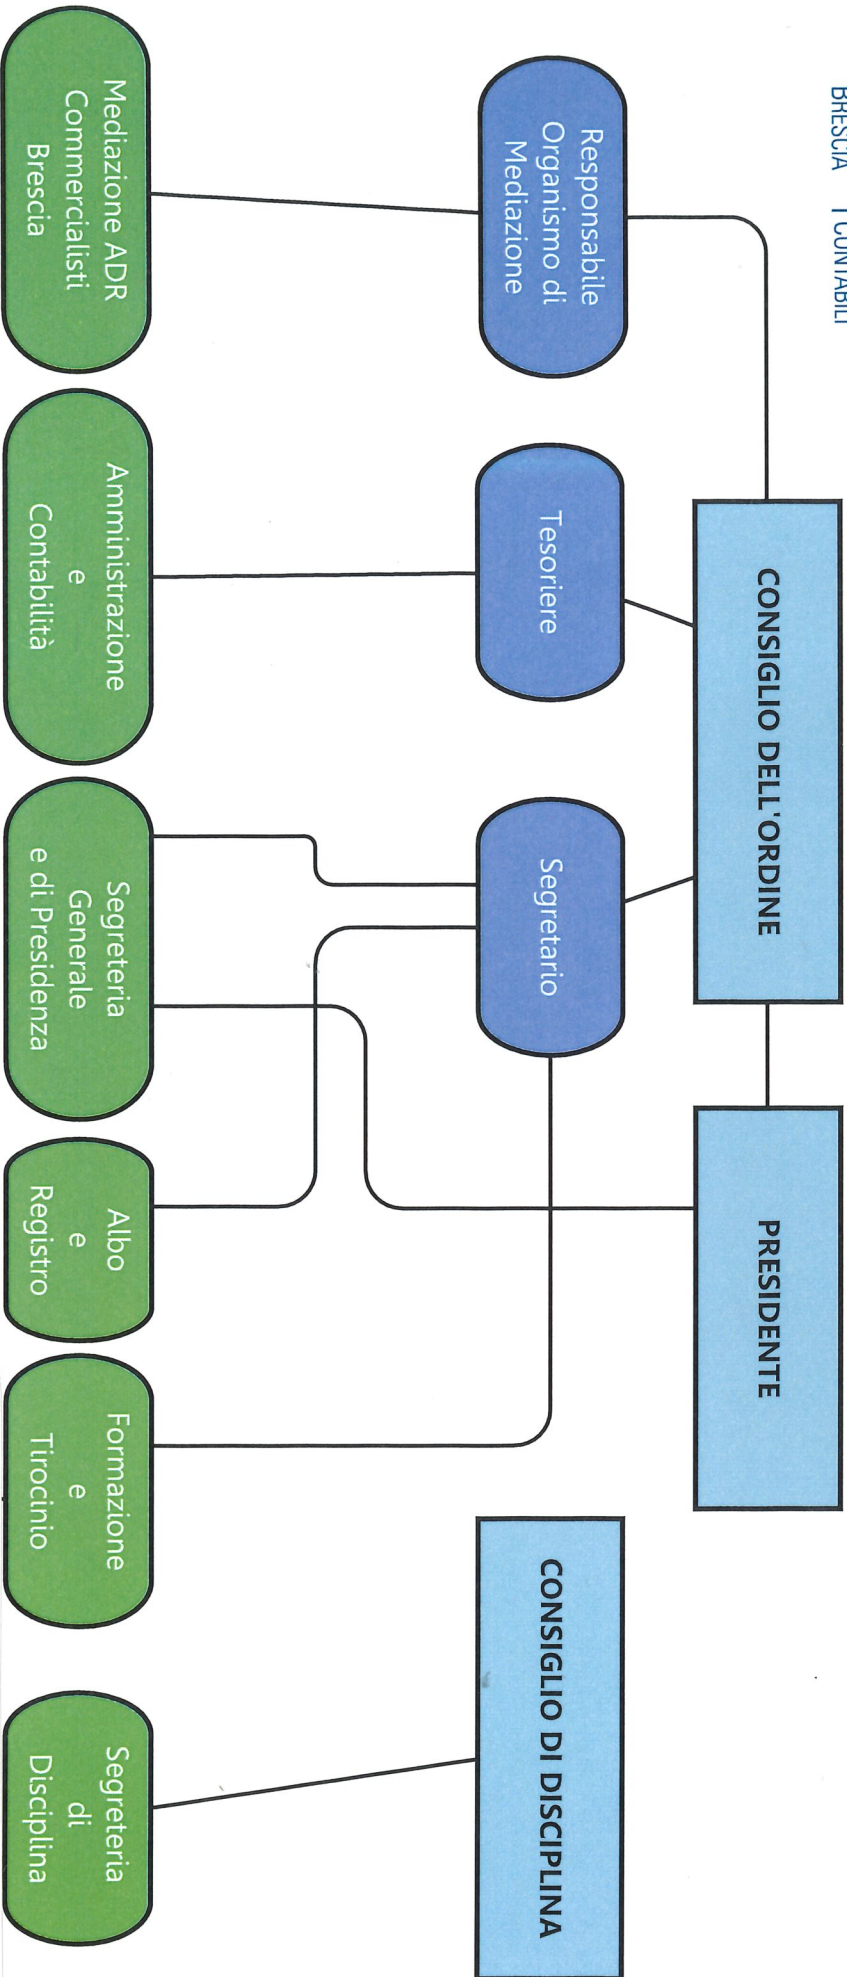 BRESCIA
CONSIGLIO DELL'ORDINE
PRESIDENTE
Responsabile
Organismo di
Mediazione
Tesoriere
Segretario
CONSIGLIO DI DISCIPLINA
Mediazione ADR
Commercialisti
Brescia
Amministrazione
e
Contabilità
Segreteria
Generale
e di Presidenza
Albo
e
Registro
Formazione
e
Tirocinio
Segreteria
di
Disciplina